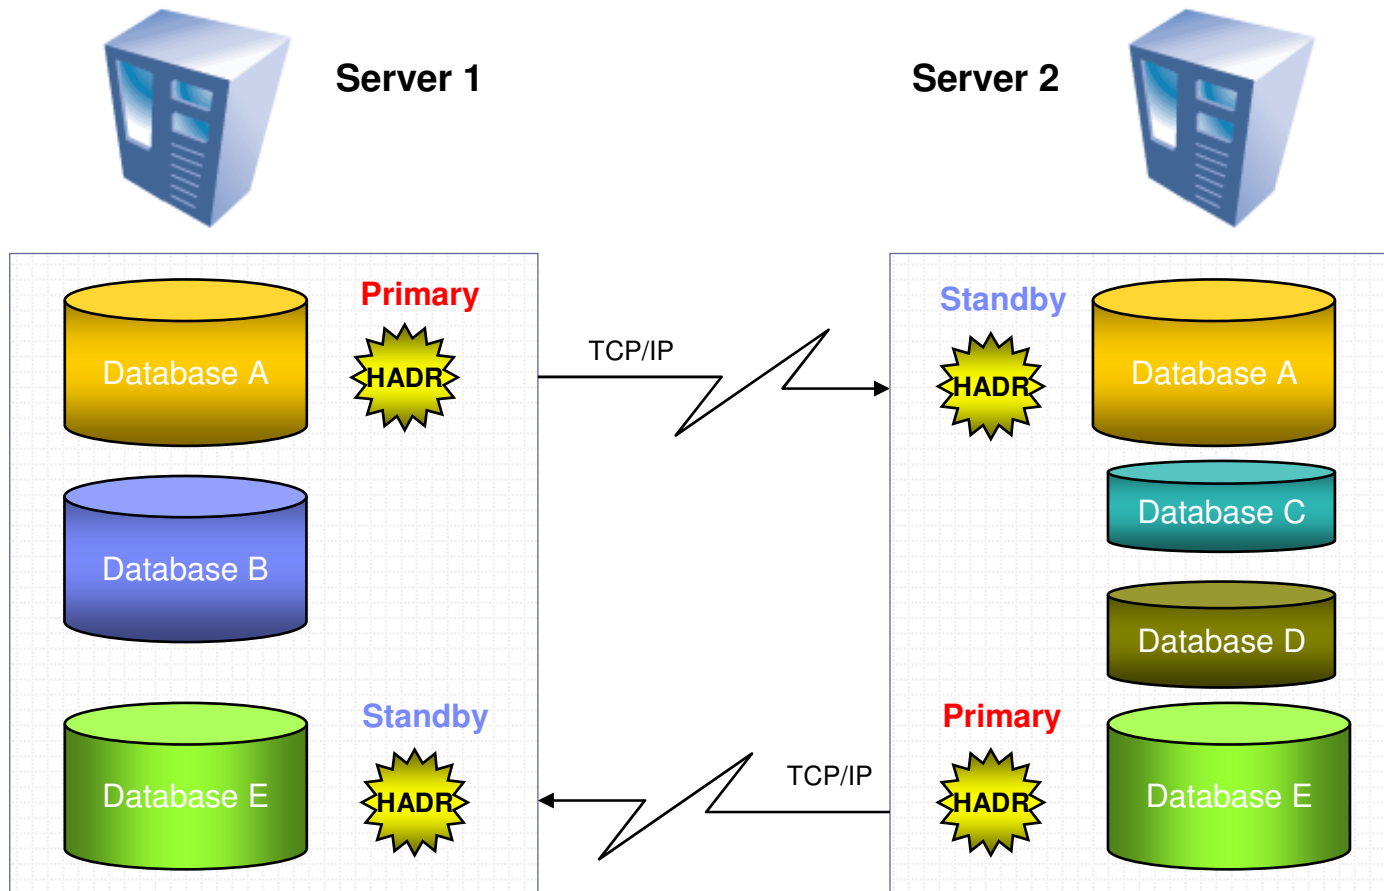 Server 1
Server 2
Primary
Standby
Database A
HADR
TCP/IP
HADR
Database A
Database B
Database C
Database D
Standby
Primary
Database E
HADR
TCP/IP
HADR
Database E